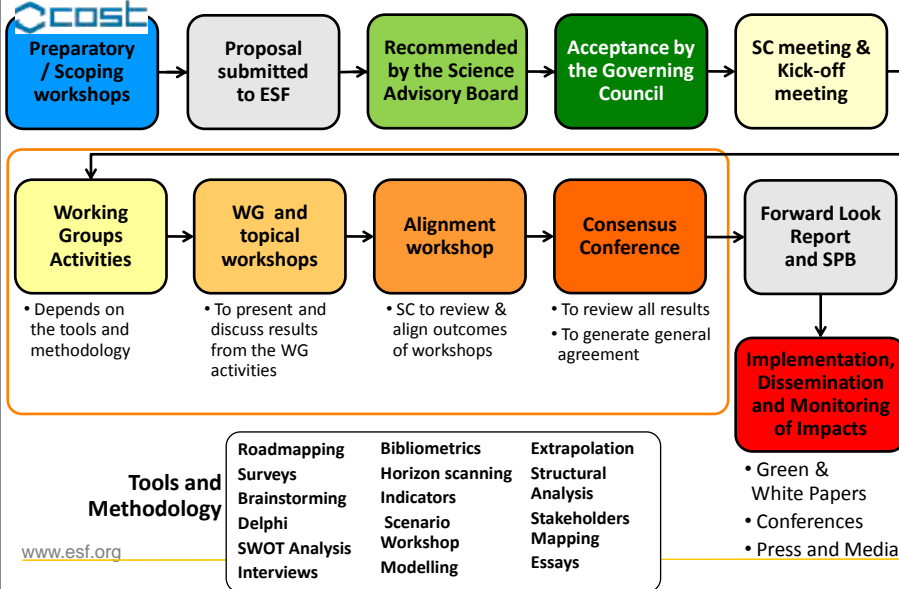 cost
Preparatory
/ Scoping
workshops
Proposal
submitted
to ESF
Recommended
by the Science
Advisory Board
Acceptance by
the Governing
Council
SC meeting &
Kick-off
meeting
Working
Groups
Activities
WG and
topical
workshops
Alignment
workshop
Consensus
Conference
Forward Look
Report
and SPB
• Depends on
the tools and
methodology
• To present and
discuss results
from the WG
activities
• SC to review &
align outcomes
of workshops
• To review all results
• To generate general
agreement
Implementation,
Dissemination
and Monitoring
of Impacts
• Green &
White Papers
• Conferences
• Press and Media
Tools and
Methodology
Roadmapping
Surveys
Brainstorming
Delphi
SWOT Analysis
Interviews
Bibliometrics
Horizon scanning
Indicators
Scenario
Workshop
Modelling
Extrapolation
Structural
Analysis
Stakeholders
Mapping
Essays
www.esf.org